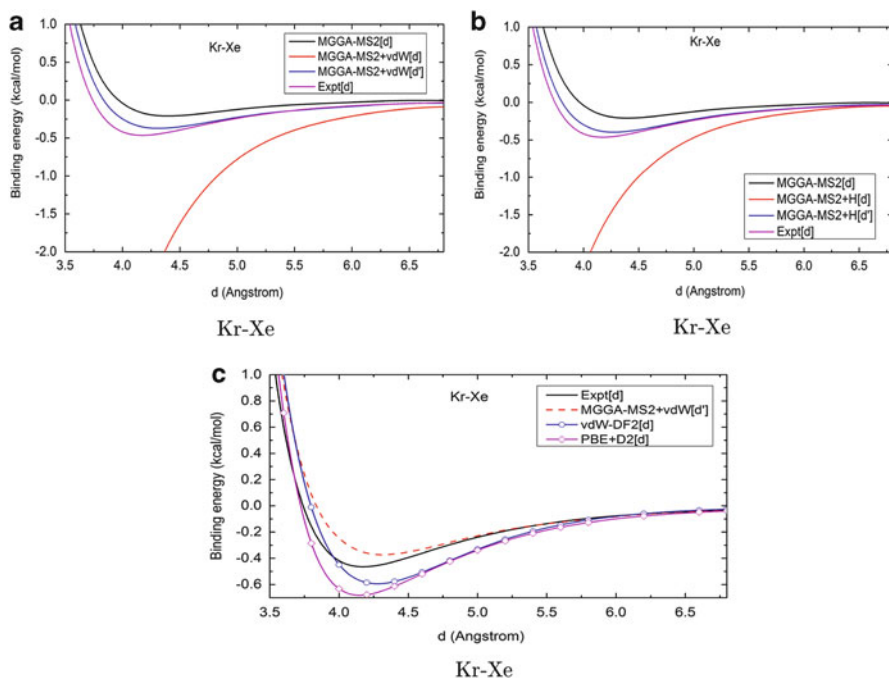 a
Kr-Xe
MGGA-MS2[d]
MGGA-MS2+vdW[d]
MGGA-MS2+vdW[d']
Expt[d]
Binding energy (kcal/mol)
1.0
0.5
0.0
-0.5
-1.0
-1.5
-2.0
3.5 4.0 4.5 5.0 5.5 6.0 6.5
d (Angstrom)
Kr-Xe
b
Kr-Xe
MGGA-MS2[d]
MGGA-MS2+H[d]
MGGA-MS2+H[d']
Expt[d]
Binding energy (kcal/mol)
1.0
0.5
0.0
-0.5
-1.0
-1.5
-2.0
3.5 4.0 4.5 5.0 5.5 6.0 6.5
d (Angstrom)
Kr-Xe
c
Kr-Xe
Expt[d]
MGGA-MS2+vdW[d']
vdW-DF2[d]
PBE+D2[d]
Binding energy (kcal/mol)
1.0
0.8
0.6
0.4
0.2
0.0
-0.2
-0.4
-0.6
3.5 4.0 4.5 5.0 5.5 6.0 6.5
d (Angstrom)
Kr-Xe